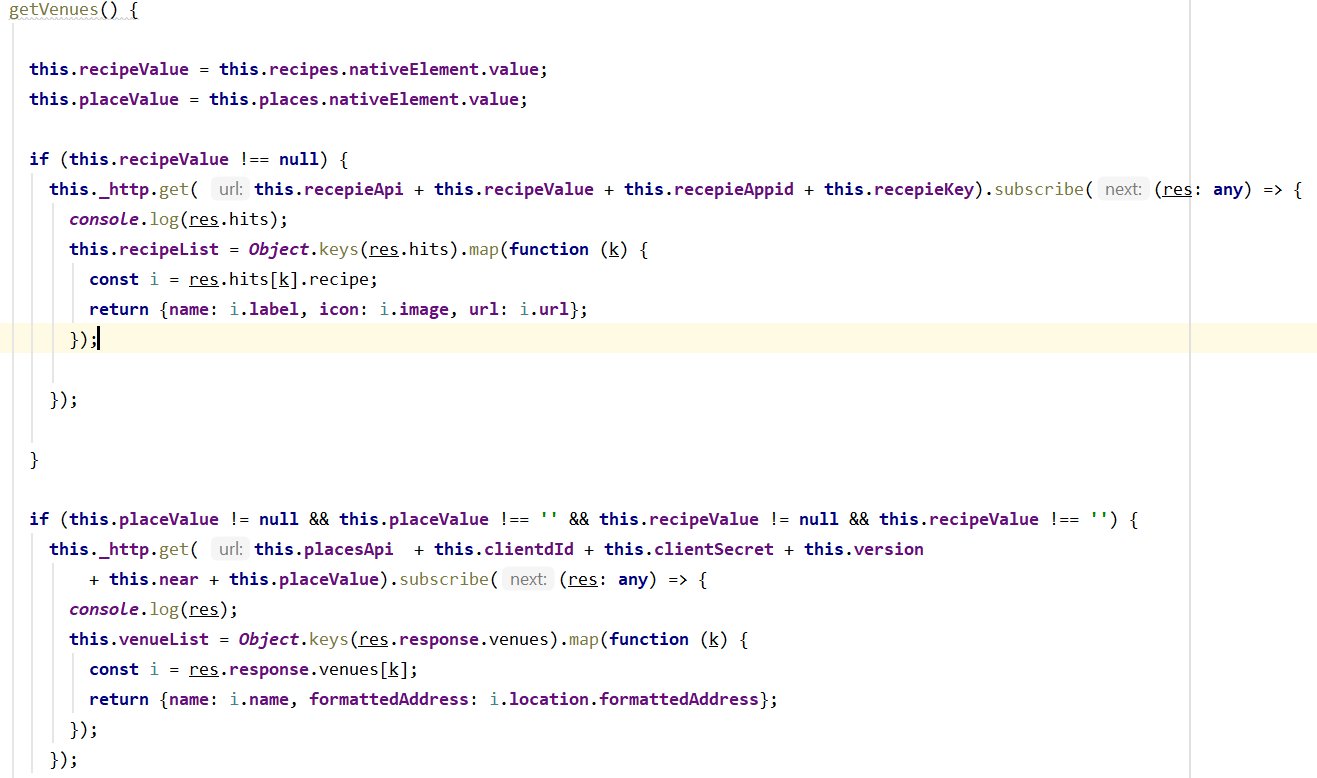 getVenues() {
this.recipeValue = this.recipes.nativeElement.value;
this.placeValue = this.places.nativeElement.value;
if (this.recipeValue !== null) {
this._http.get( url: this.recepieApi + this.recipeValue + this.recepieAppid + this.recepieKey).subscribe( next: (res: any) => {
console.log(res.hits);
this.recipeList = Object.keys(res.hits).map(function (k) {
const i = res.hits[k].recipe;
return {name: i.label, icon: i.image, url: i.url};
});
});
}
if (this.placeValue != null && this.placeValue !== '' && this.recipeValue != null && this.recipeValue !== '') {
this._http.get( url: this.placesApi  + this.clientdId + this.clientSecret + this.version
+ this.near + this.placeValue).subscribe( next: (res: any) => {
console.log(res);
this.venueList = Object.keys(res.response.venues).map(function (k) {
const i = res.response.venues[k];
return {name: i.name, formattedAddress: i.location.formattedAddress};
});
});